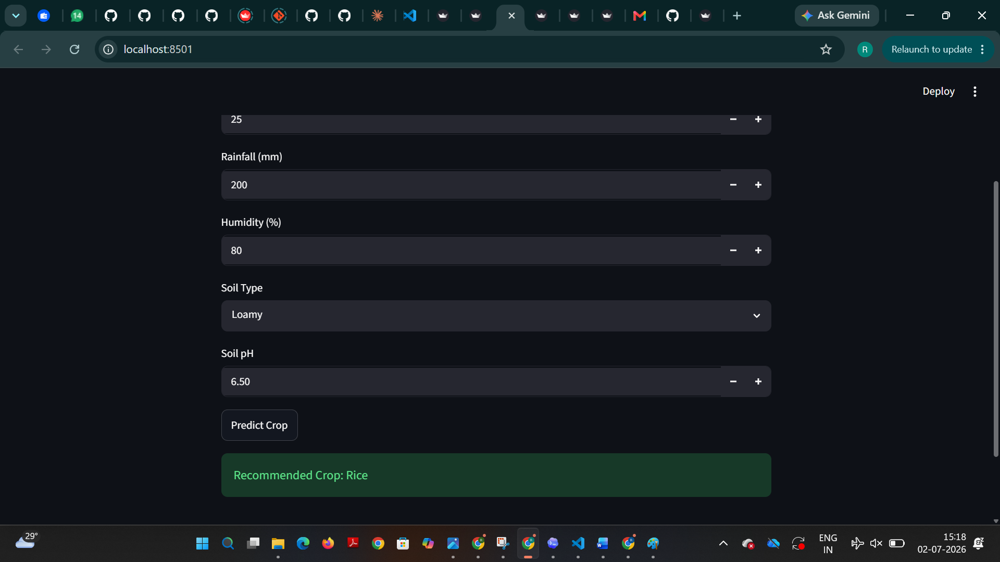 14
Ask Gemini
localhost:8501
R
Relaunch to update
Deploy
25
Rainfall (mm)
200
Humidity (%)
80
Soil Type
Loamy
Soil pH
6.50
Predict Crop
Recommended Crop: Rice
29°
ENG
IN
15:18
02-07-2026